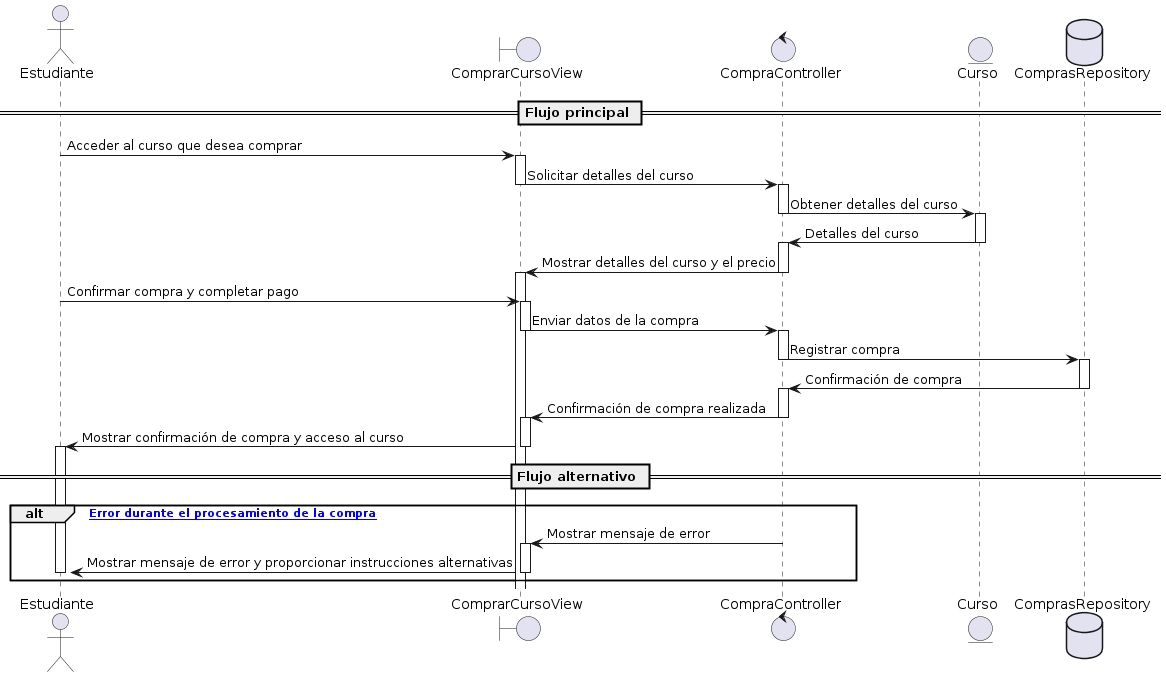 Estudiante
ComprarCursoView
CompraController
Curso
ComprasRepository
Flujo principal
Acceder al curso que desea comprar
Solicitar detalles del curso
Obtener detalles del curso
Detalles del curso
Mostrar detalles del curso y el precio
Confirmar compra y completar pago
Enviar datos de la compra
Registrar compra
Confirmación de compra
Confirmación de compra realizada
Mostrar confirmación de compra y acceso al curso
Flujo alternativo
alt
Error durante el procesamiento de la compra
Mostrar mensaje de error
Mostrar mensaje de error y proporcionar instrucciones alternativas
Estudiante
ComprarCursoView
CompraController
Curso
ComprasRepository